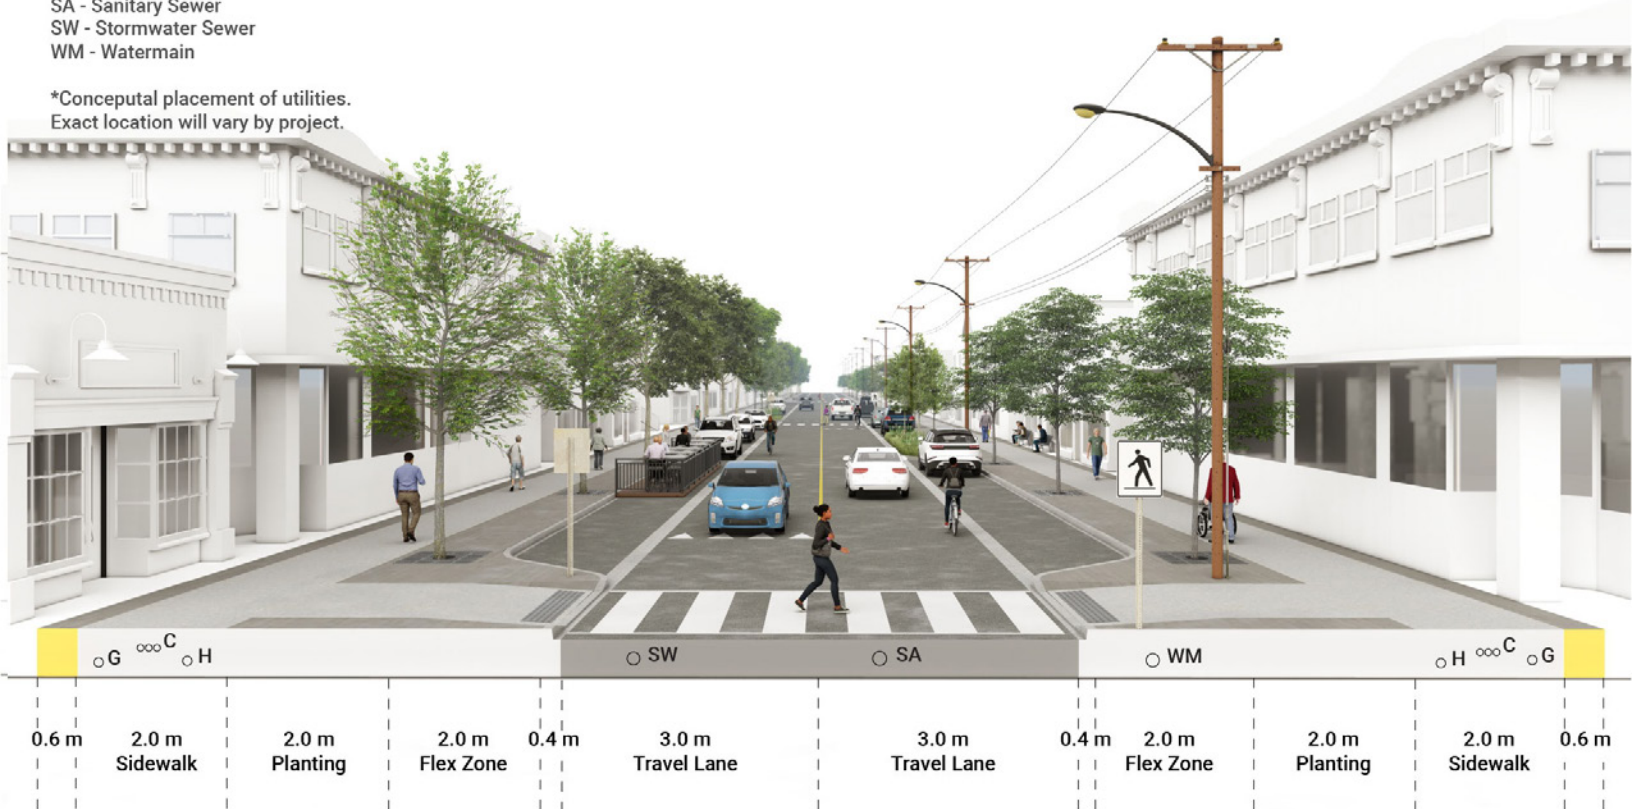 SA - Sanitary Sewer
SW - Stormwater Sewer
WM - Watermain
*Conceputal placement of utilities.
Exact location will vary by project.
G
C
H
SW
SA
WM
H
C
G
0.6 m
2.0 m
Sidewalk
2.0 m
Planting
2.0 m
Flex Zone
0.4 m
3.0 m
Travel Lane
3.0 m
Travel Lane
0.4 m
2.0 m
Flex Zone
2.0 m
Planting
2.0 m
Sidewalk
0.6 m